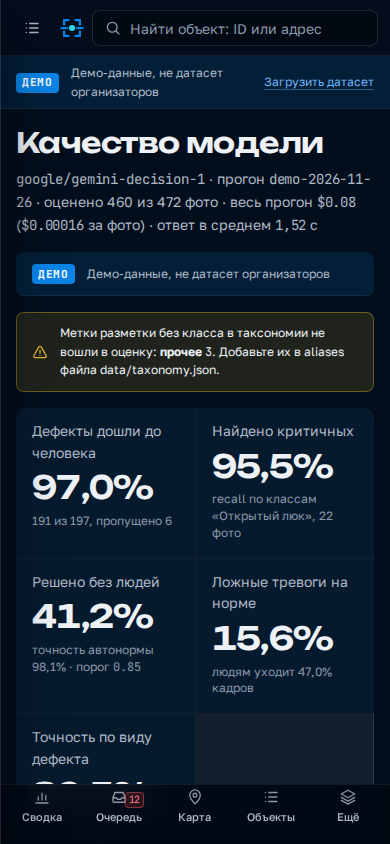 Найти объект: ID или адрес
ДЕМО
Демо-данные, не датасет
организаторов
Загрузить датасет
Качество модели
google/gemini-decision-1 · прогон demo-2026-11-
26 · оценено 460 из 472 фото · весь прогон $0.08
($0.00016 за фото) · ответ в среднем 1,52 с
ДЕМО Демо-данные, не датасет организаторов
Метки разметки без класса в таксономии не
вошли в оценку: прочее 3. Добавьте их в aliases
файла data/taxonomy.json.
Дефекты дошли до
человека
97,0%
191 из 197, пропущено 6
Найдено критичных
95,5%
recall по классам
«Открытый люк», 22
фото
Решено без людей
41,2%
точность автонормы
98,1% · порог 0.85
Ложные тревоги на
норме
15,6%
людям уходит 47,0%
кадров
Точность по виду
дефекта
12
Сводка
Очередь
Карта
Объекты
Ещё